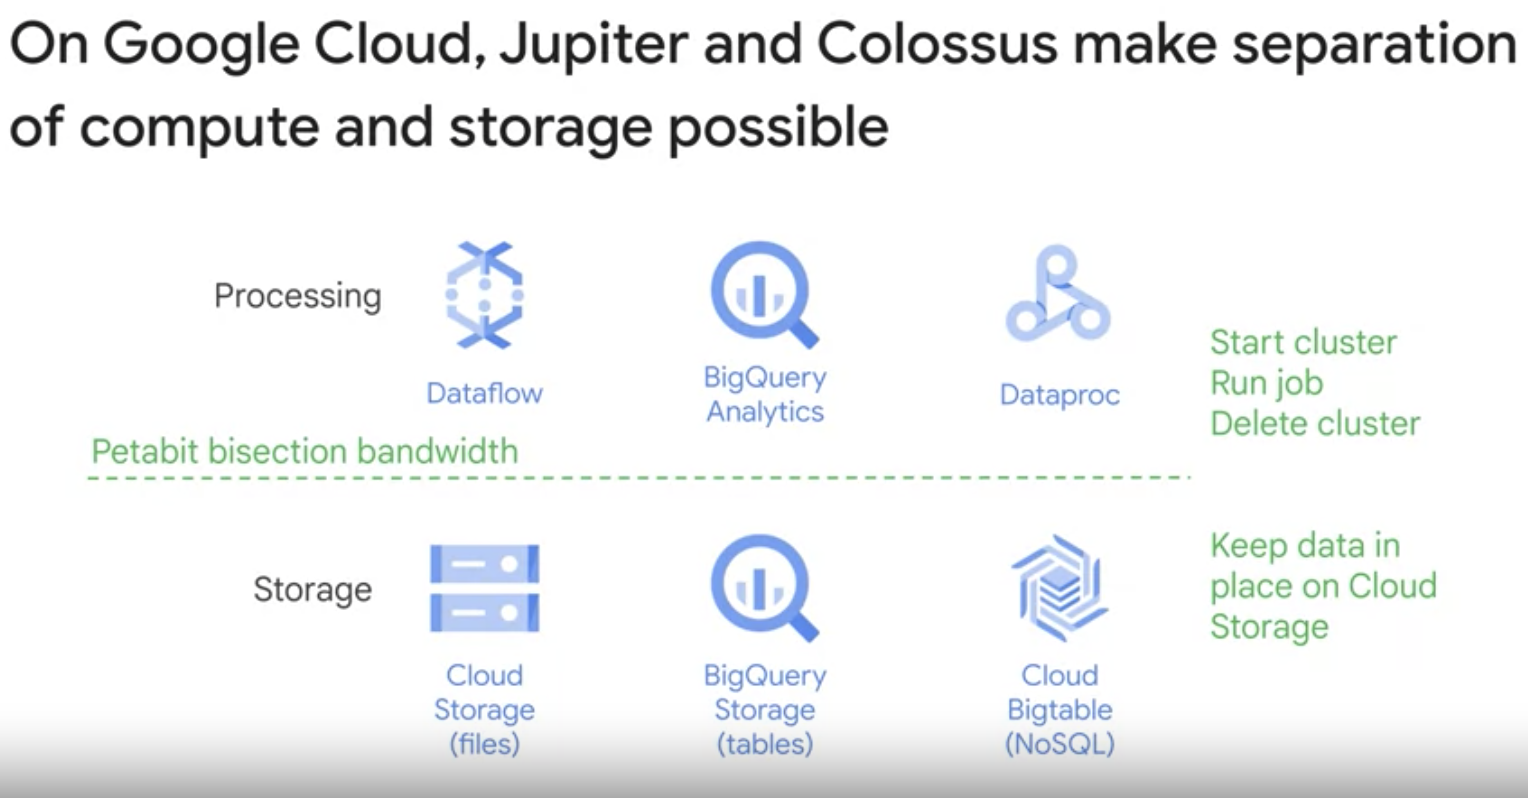 On Google Cloud, Jupiter and Colossus make separation
of compute and storage possible
Processing
Dataflow
BigQuery
Analytics
Dataproc
Start cluster
Run job
Delete cluster
Petabit bisection bandwidth
Storage
Cloud
Storage
(files)
BigQuery
Storage
(tables)
Cloud
Bigtable
(NoSQL)
Keep data in
place on Cloud
Storage